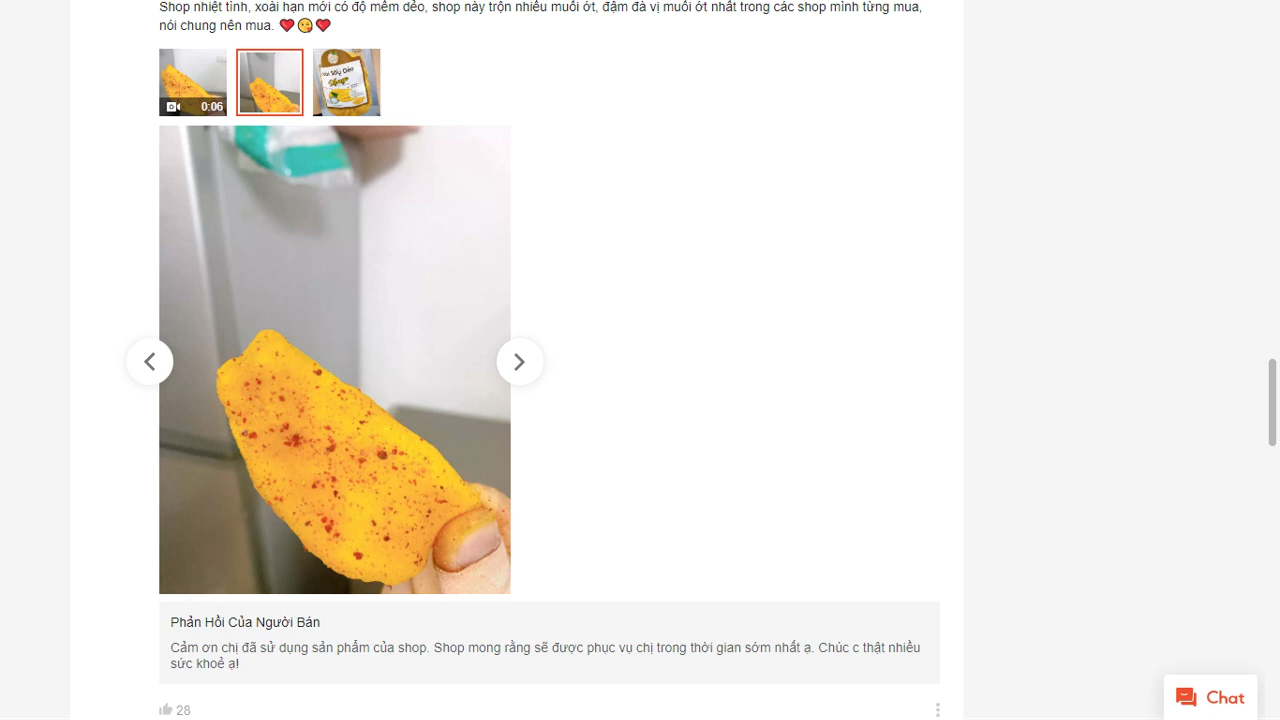 Shop nhiệt tình, xoài hạn mới có độ mềm dẻo, shop này trộn nhiều muối ớt, đậm đà vị muối ớt nhất trong các shop mình từng mua,
nói chung nên mua. ❤️😘❤️
0:06
Sấy Dẻo
Phản Hồi Của Người Bán
Cảm ơn chị đã sử dụng sản phẩm của shop. Shop mong rằng sẽ được phục vụ chị trong thời gian sớm nhất ạ. Chúc c thật nhiều
sức khoẻ ạ!
28
Chat